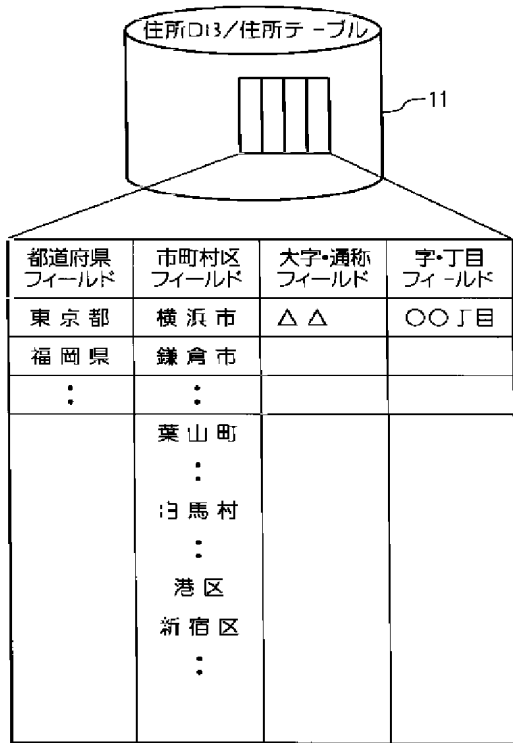 住所DB/住所テーブル
11
都道府県
フィールド
市町村区
フィールド
大字・通称
フィールド
字・丁目
フィールド
東京都
横浜市
△△
○○丁目
福岡県
鎌倉市
:
:
葉山町
:
白馬村
:
港区
新宿区
: